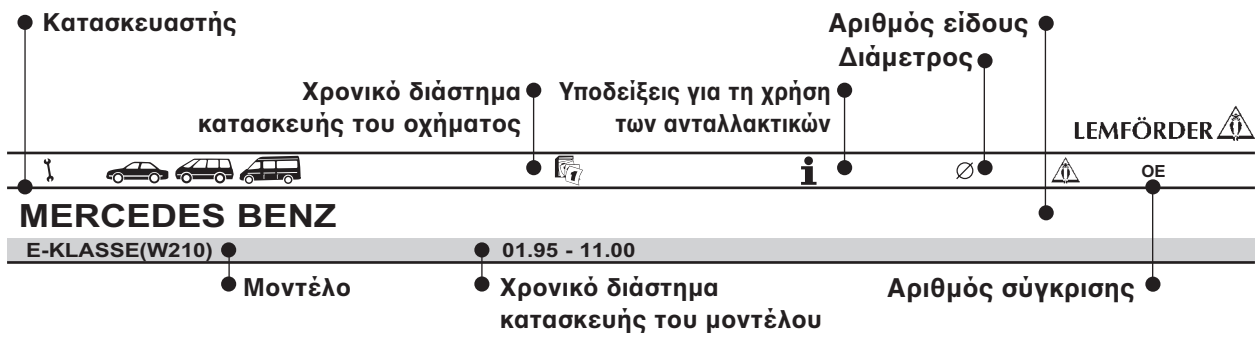 Κατασκευαστής
Αριθμός είδους
Διάμετρος
Χρονικό διάστημα
κατασκευής του οχήματος
Υποδείξεις για τη χρήση
των ανταλλακτικών
LEMFÖRDER
1
i
Ø
OE
MERCEDES BENZ
E-KLASSE(W210)
01.95 - 11.00
Μοντέλο
Χρονικό διάστημα
κατασκευής του μοντέλου
Αριθμός σύγκρισης